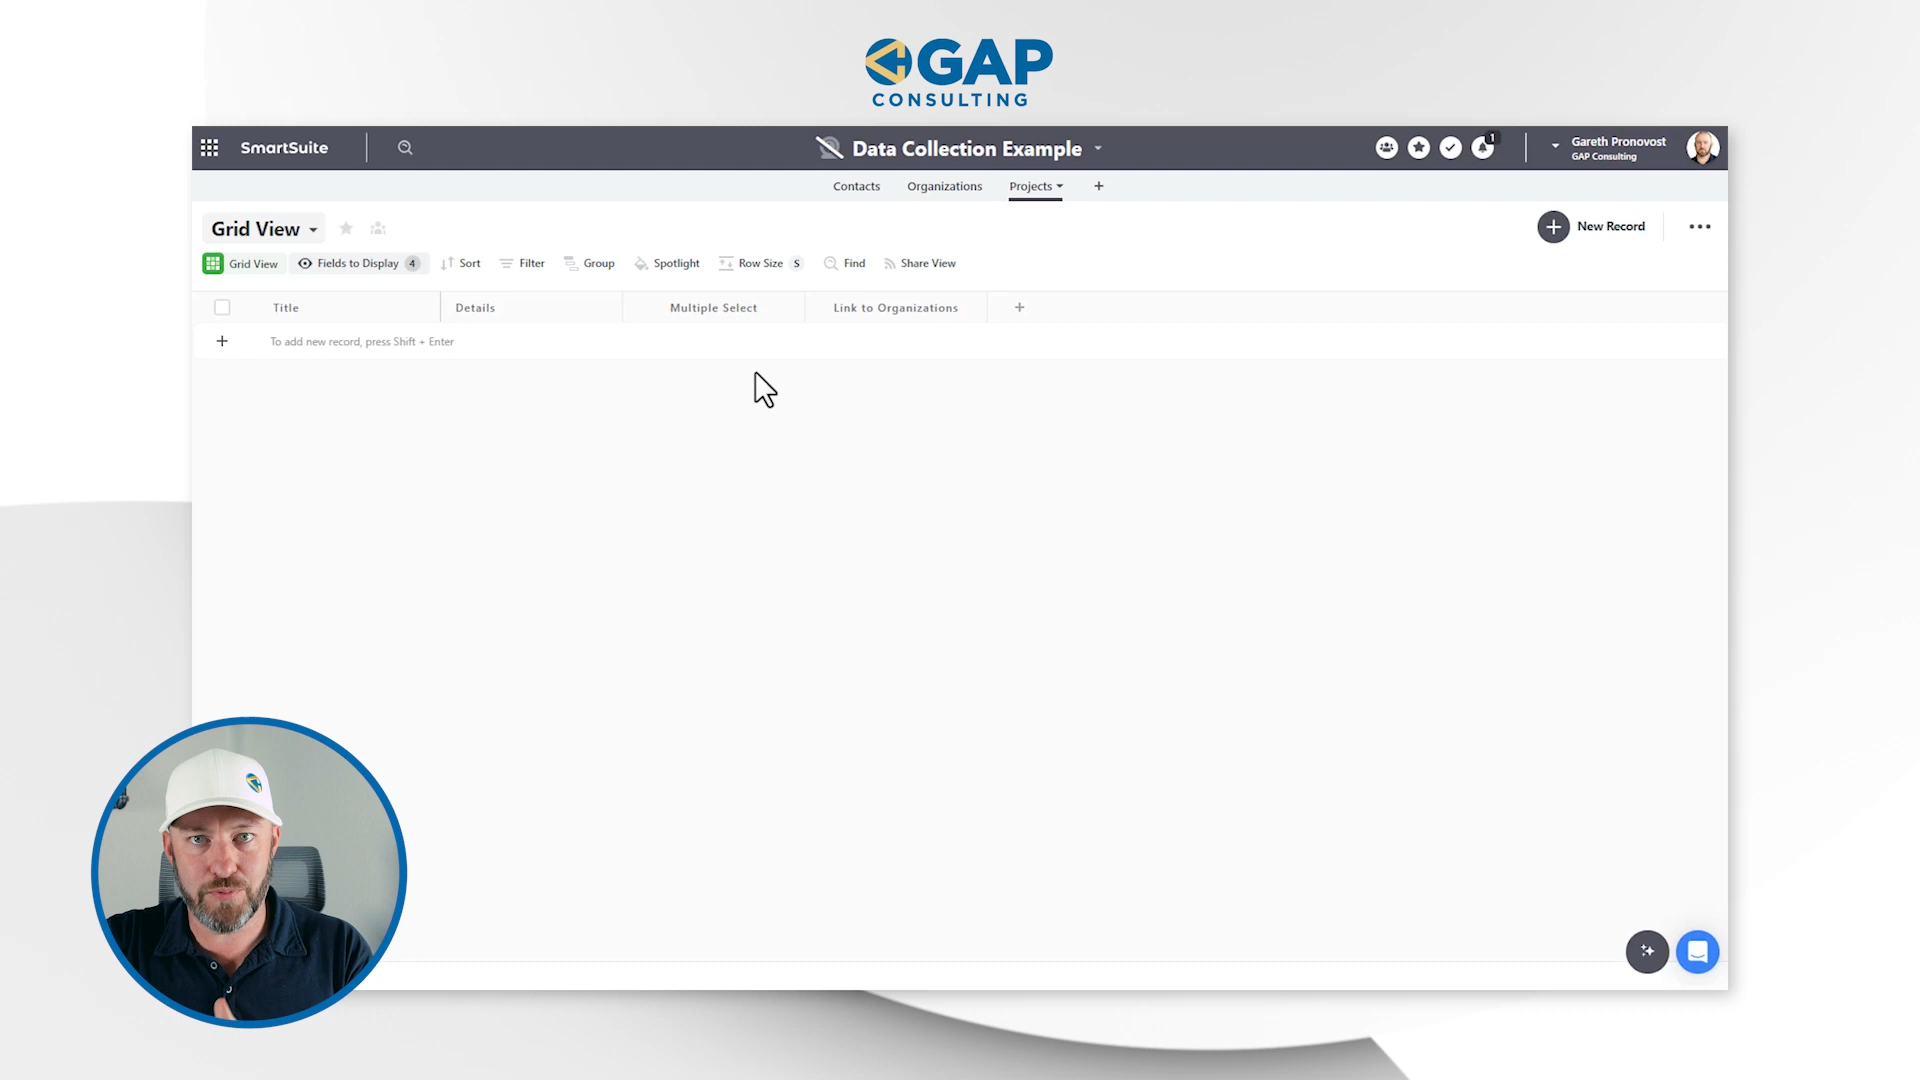 GAP
CONSULTING
SmartSuite
Data Collection Example
1
Gareth Pronovost
GAP Consulting
Contacts
Organizations
Projects
Grid View
New Record
Grid View
Fields to Display 4
Sort
Filter
Group
Spotlight
Row Size S
Find
Share View
Title
Details
Multiple Select
Link to Organizations
To add new record, press Shift + Enter